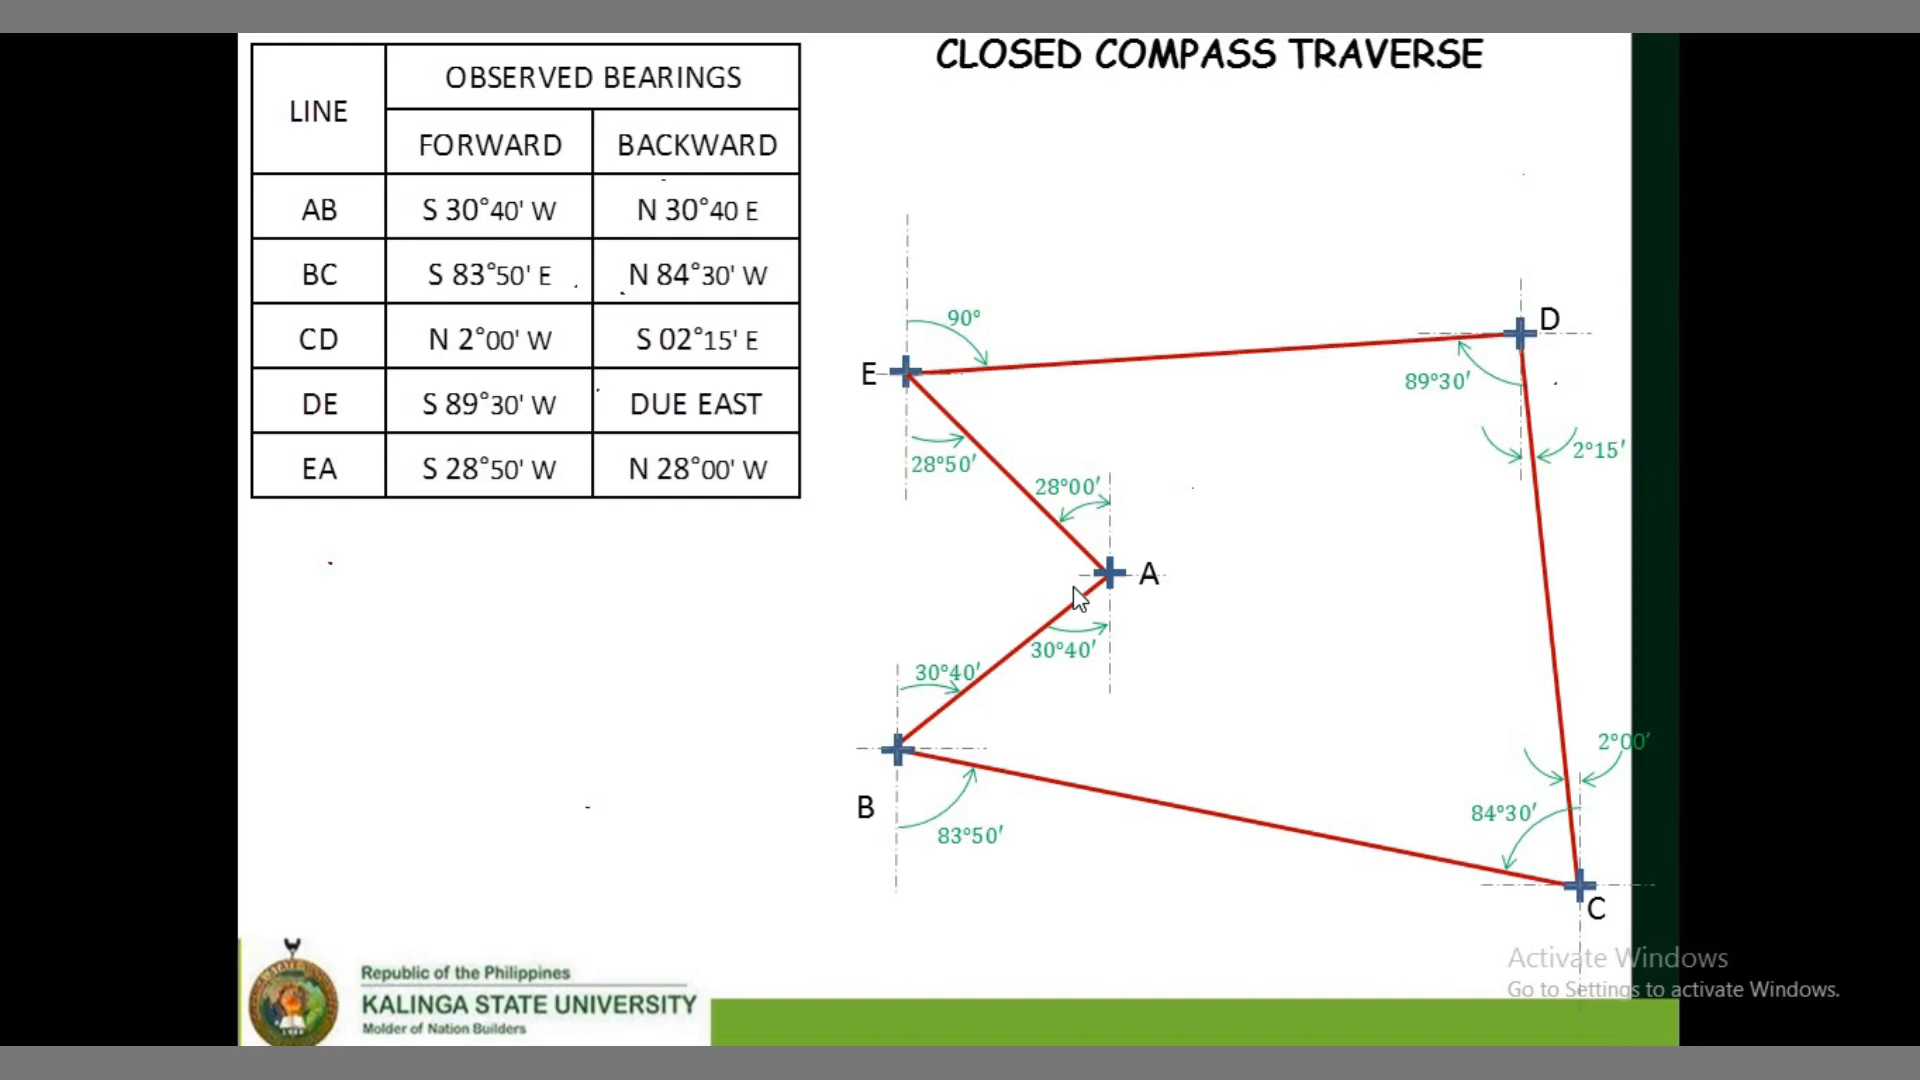 CLOSED COMPASS TRAVERSE
LINE
OBSERVED BEARINGS
FORWARD BACKWARD
AB S 30°40' W N 30°40 E
BC S 83°50' E N 84°30' W
CD N 2°00' W S 02°15' E
DE S 89°30' W DUE EAST
EA S 28°50' W N 28°00' W
D
90°
E
89°30'
2°15'
28°50'
28°00'
A
30°40'
30°40'
2°00'
B
84°30'
83°50'
C
Activate Windows
Go to Settings to activate Windows.
Republic of the Philippines
KALINGA STATE UNIVERSITY
Molder of Nation Builders